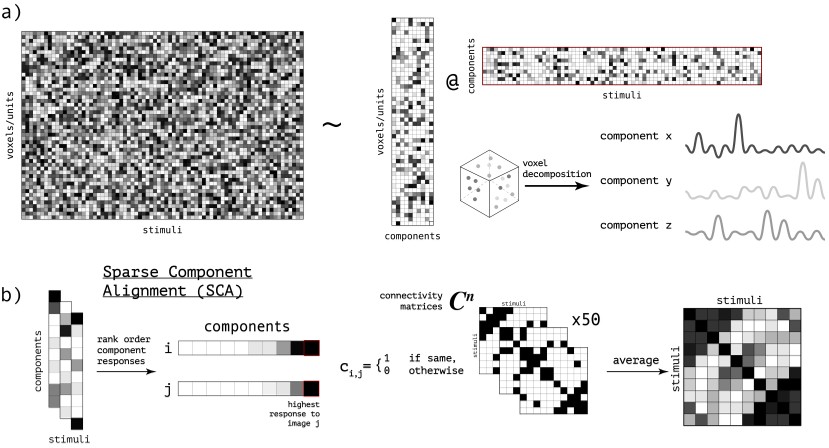 a)
voxels/units
stimuli
~
voxels/units
components
@
components
stimuli
voxel
decomposition
component x
component y
component z
b)
Sparse Component
Alignment (SCA)
components
stimuli
rank order
component
responses
components
i
j
highest
response to
image j
connectivity
matrices
Cⁿ
c i,j = { 1 if same,
0 otherwise
stimuli
stimuli
x50
average
stimuli
stimuli